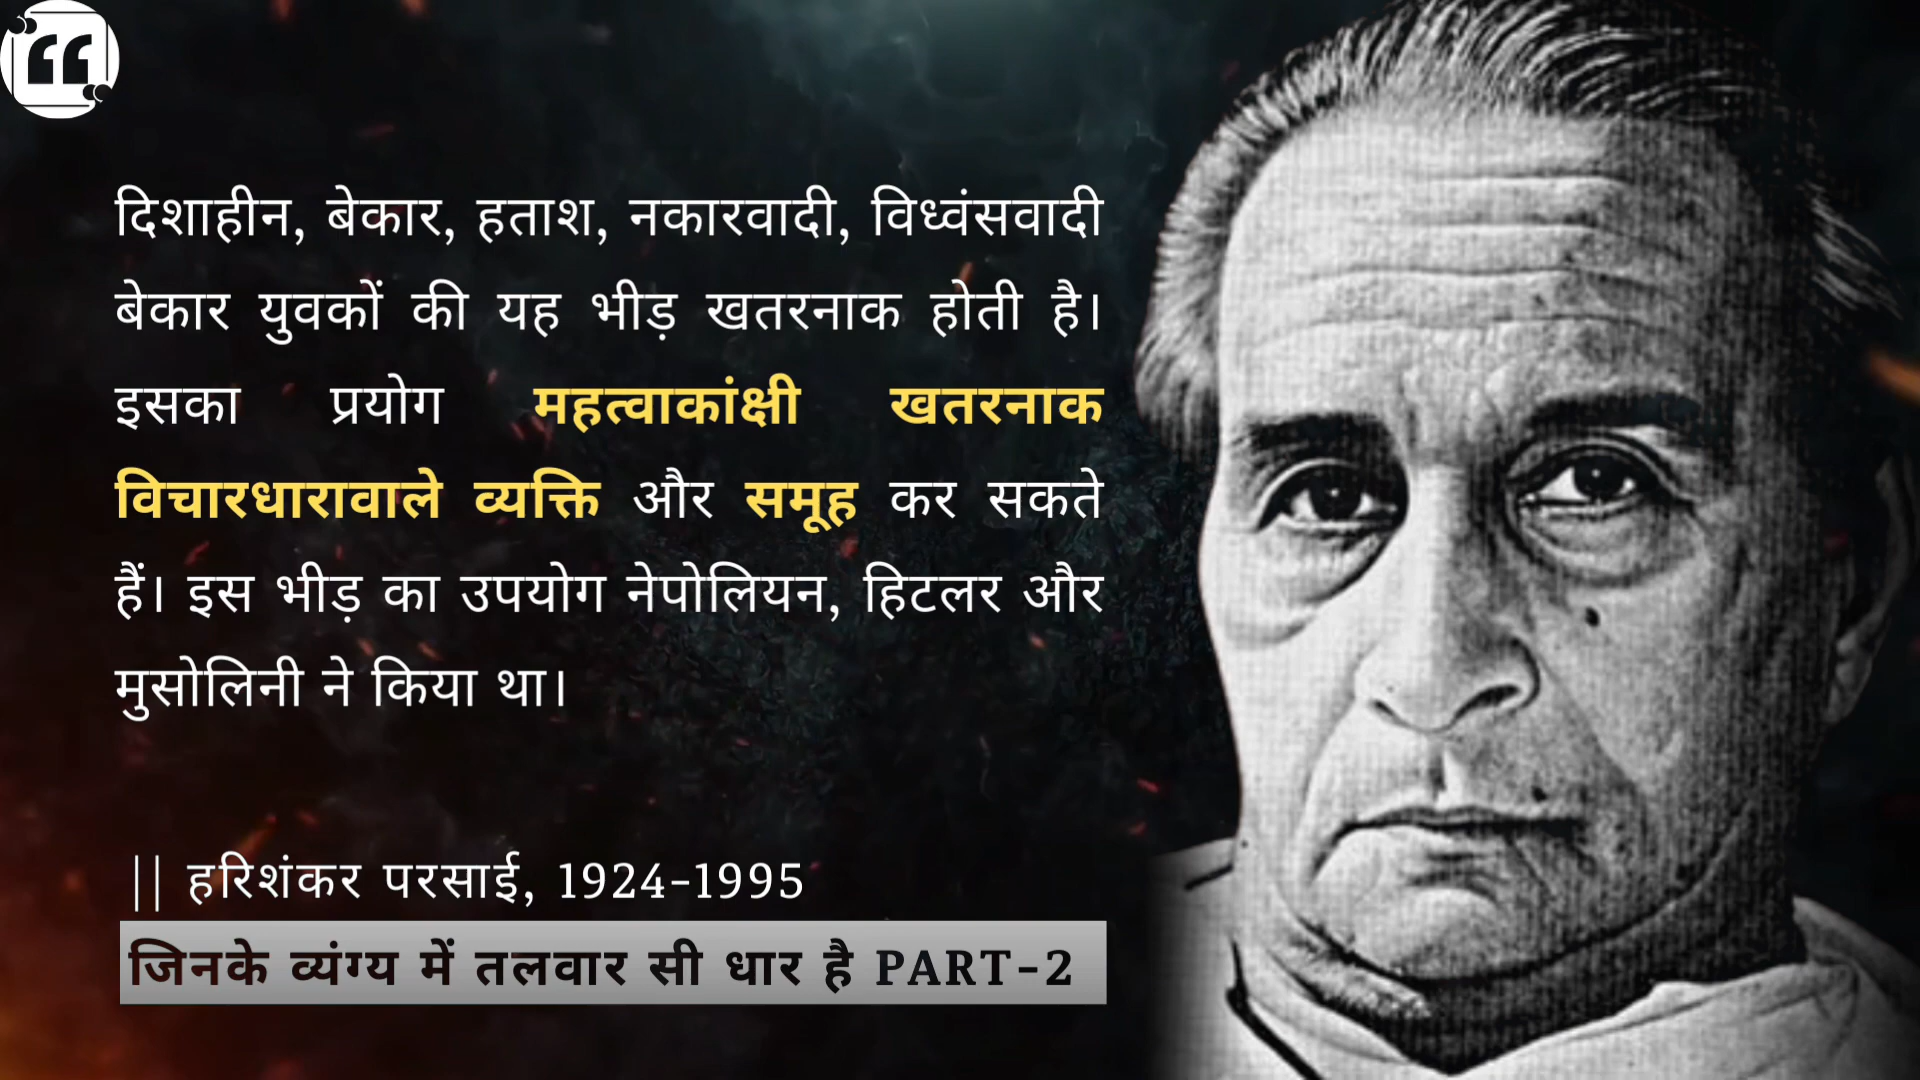 दिशाहीन, बेकार, हताश, नकारवादी, विध्वंसवादी
बेकार युवकों की यह भीड़ खतरनाक होती है।
इसका प्रयोग महत्वाकांक्षी खतरनाक
विचारधारावाले व्यक्ति और समूह कर सकते
हैं। इस भीड़ का उपयोग नेपोलियन, हिटलर और
मुसोलिनी ने किया था।
|| हरिशंकर परसाई, 1924-1995
जिनके व्यंग्य में तलवार सी धार है PART-2